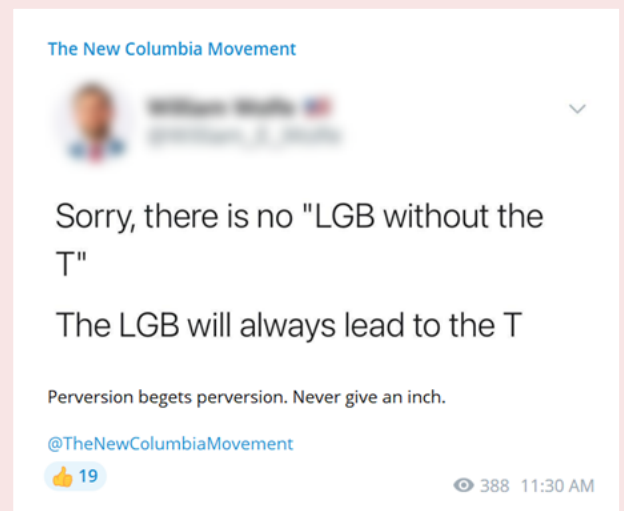 The New Columbia Movement
Sorry, there is no "LGB without the
T"
The LGB will always lead to the T
Perversion begets perversion. Never give an inch.
@TheNewColumbiaMovement
👍 19
388 11:30 AM